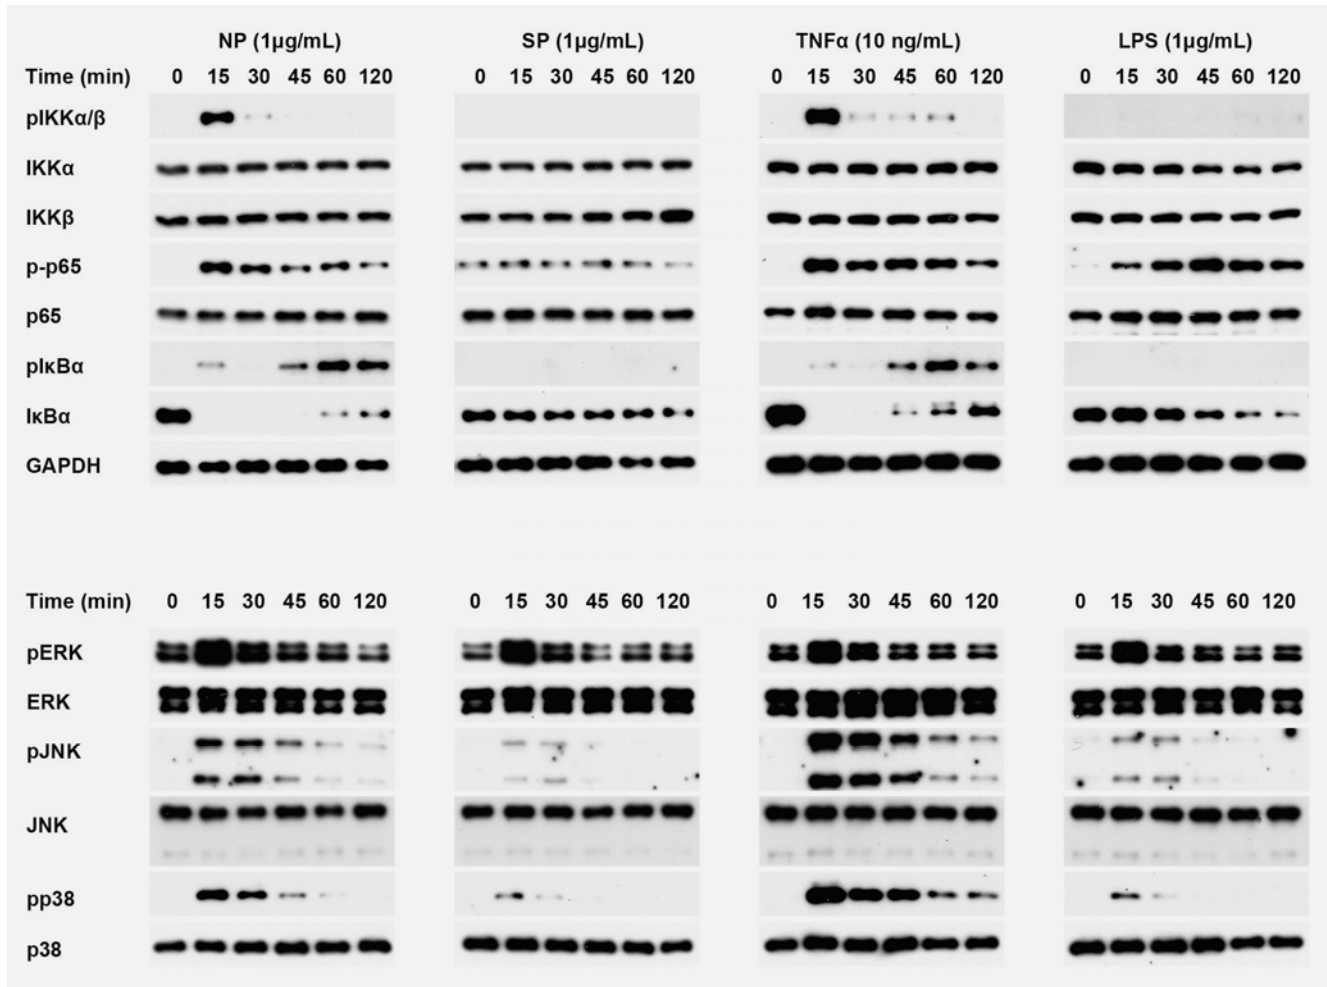 NP (1µg/mL) SP (1µg/mL) TNFα (10 ng/mL) LPS (1µg/mL)
Time (min) 0 15 30 45 60 120 0 15 30 45 60 120 0 15 30 45 60 120 0 15 30 45 60 120
pIKKα/β
IKKα
IKKβ
p-p65
p65
pIκBα
IκBα
GAPDH
Time (min) 0 15 30 45 60 120 0 15 30 45 60 120 0 15 30 45 60 120 0 15 30 45 60 120
pERK
ERK
pJNK
JNK
pp38
p38